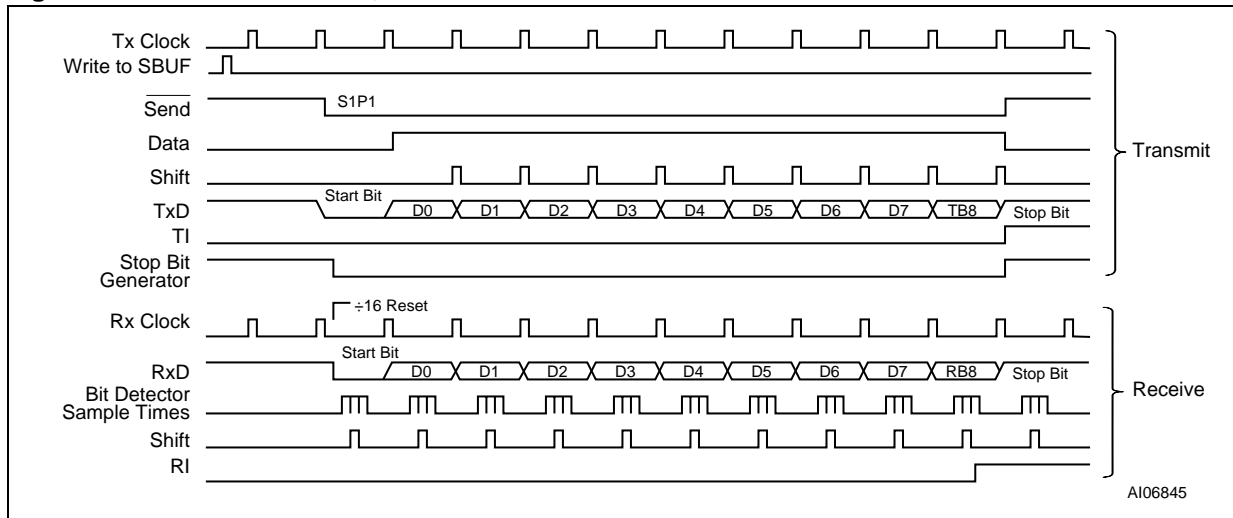 Tx Clock
Write to SBUF
Send
S1P1
Data
Transmit
Shift
Start Bit
TxD
D0 D1 D2 D3 D4 D5 D6 D7 TB8
Stop Bit
TI
Stop Bit
Generator
÷16 Reset
Rx Clock
Start Bit
RxD
D0 D1 D2 D3 D4 D5 D6 D7 RB8
Stop Bit
Bit Detector
Sample Times
Receive
Shift
RI
AI06845